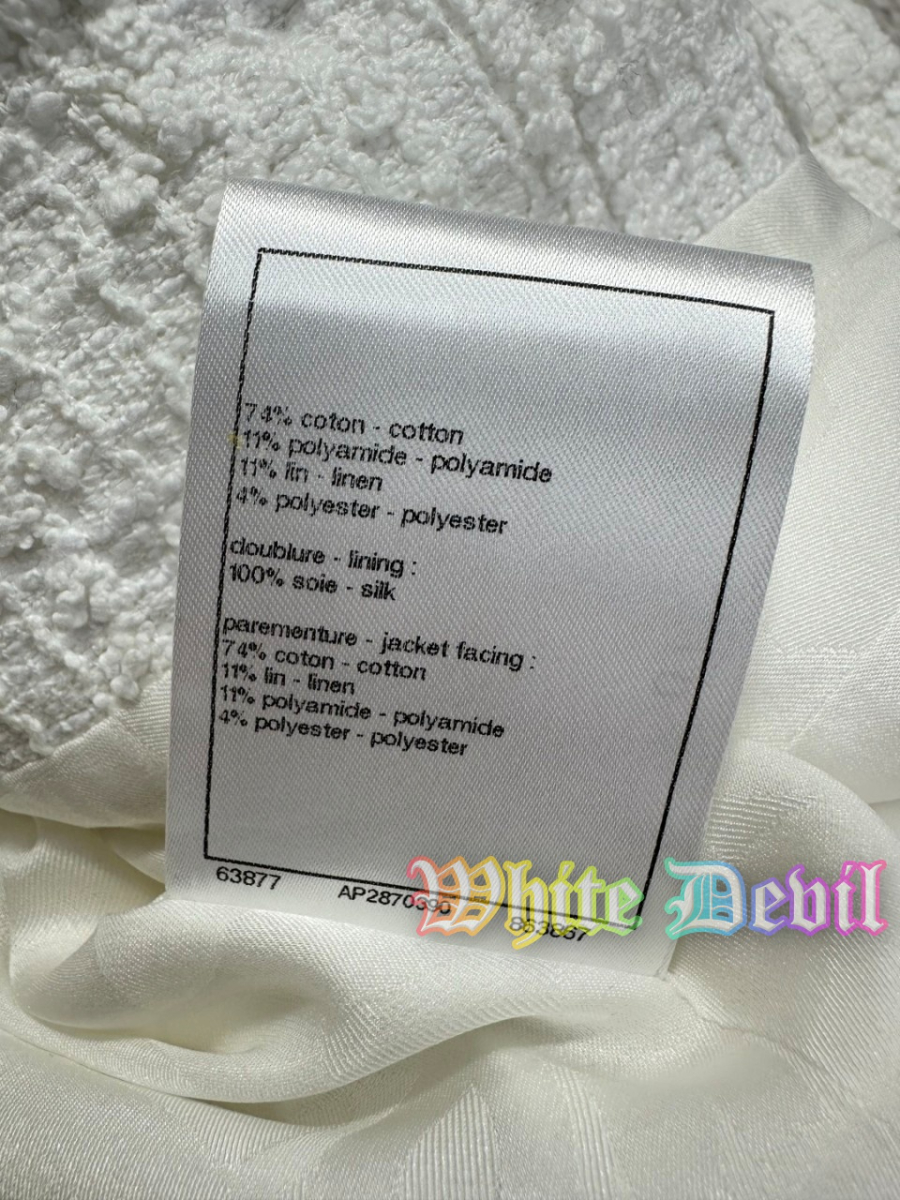 74% coton - cotton
11% polyamide - polyamide
11% lin - linen
4% polyester - polyester
doublure - lining :
100% soie - silk
parementure - jacket facing :
74% coton - cotton
11% lin - linen
11% polyamide - polyamide
4% polyester - polyester
63877
White Devil